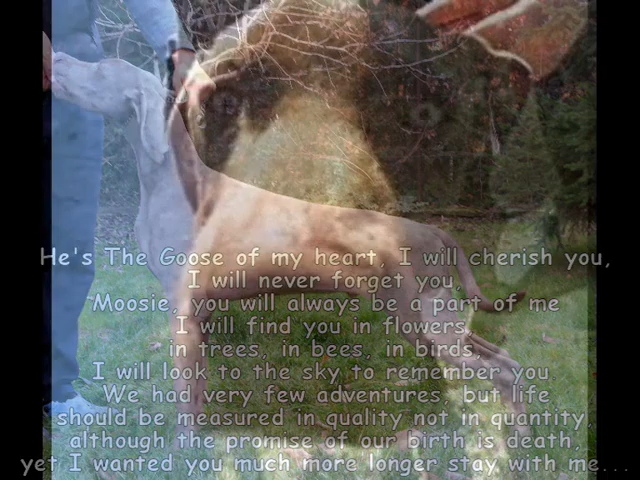 He's The Goose of my heart, I will cherish you,
I will never forget you,
Moosie, you will always be a part of me
I will find you in flowers,
in trees, in bees, in birds,
I will look to the sky to remember you
We had very few adventures, but life
should be measured in quality not in quantity,
although the promise of our birth is death,
yet I wanted you much more longer stay with me...